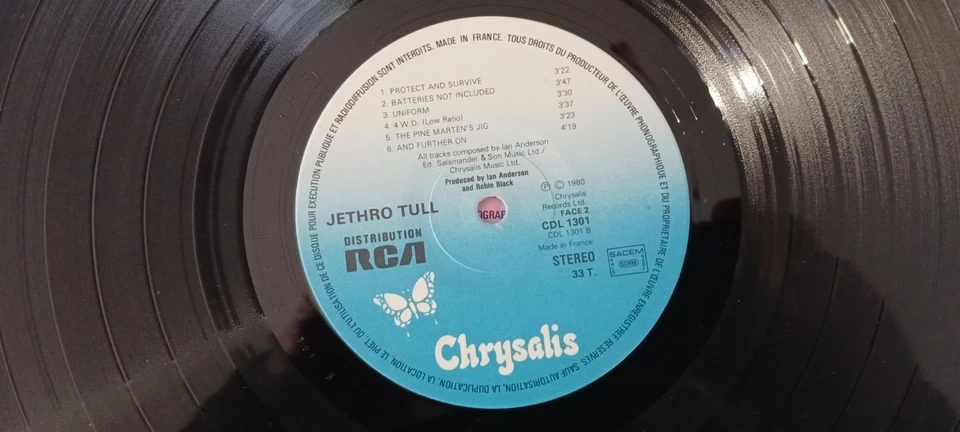 DE CE DISQUE POUR EXECUTION PUBLIQUE ET RADIODIFFUSION SONT INTERDITS. MADE IN FRANCE. TOUS DROITS DU PRODUCTEUR DE L'ŒUVRE PHONOGRAPHIQUE ET DU PROPRIETAIRE DE L'ŒUVRE ENREGISTREE RESERVES. SAUF AUTORISATION, LA DUPLICATION, LA LOCATION, LE PRET OU L'UTILISATION
1. PROTECT AND SURVIVE 3'22
2. BATTERIES NOT INCLUDED 3'47
3. UNIFORM 3'30
4. 4 W.D. (Low Ratio) 3'37
5. THE PINE MARTEN'S JIG 3'23
6. AND FURTHER ON 4'19
All tracks composed by Ian Anderson
Ed. Salamander & Son Music Ltd./
Chrysalis Music Ltd.
Produced by Ian Anderson
and Robin Black
JETHRO TULL
DISTRIBUTION
RCA
OGRAP
Ⓟ © 1980
Chrysalis
Records Ltd.
FACE 2
CDL 1301
CDL 1301 B
Made in France
STEREO
33 T.
SACEM
SDRM
Chrysalis